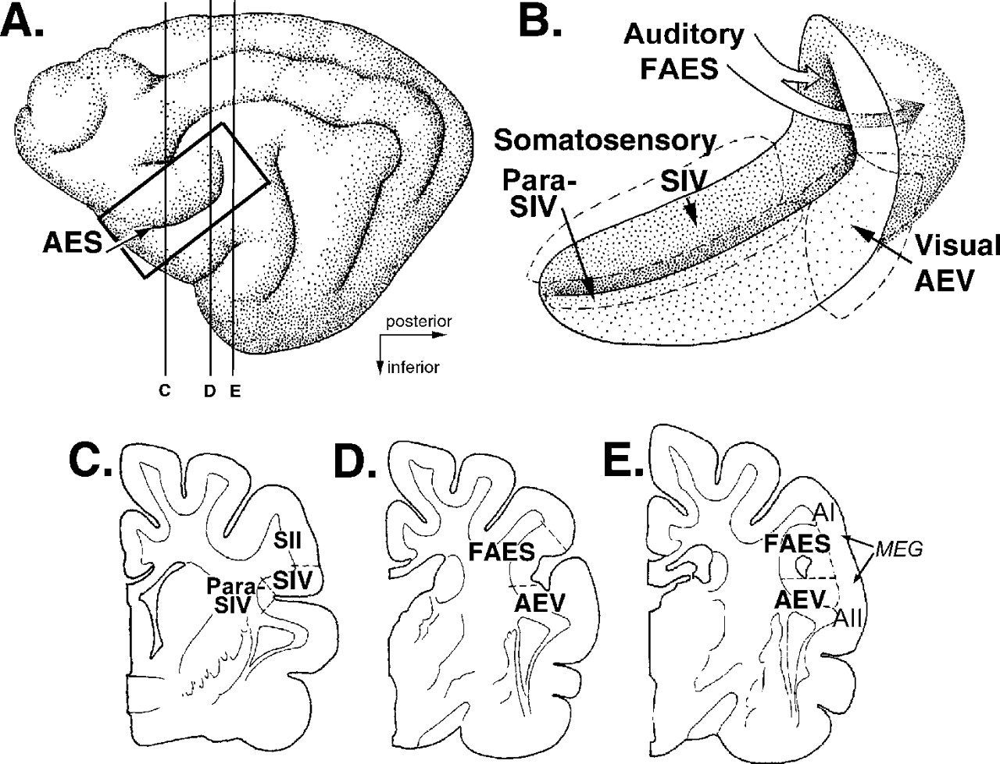 A.
AES
C
D
E
posterior
inferior
B.
Auditory
FAES
Somatosensory
Para-
SIV
SIV
Visual
AEV
C.
SII
SIV
Para-
SIV
D.
FAES
AEV
E.
AI
FAES
MEG
AEV
AII